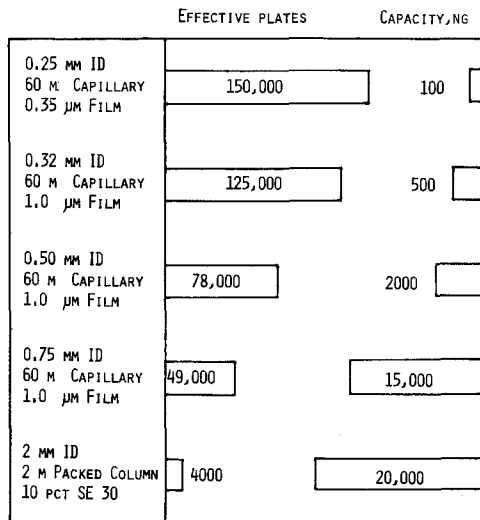 EFFECTIVE PLATES CAPACITY,NG
0.25 MM ID
60 M CAPILLARY 150,000 100
0.35 µM FILM
0.32 MM ID
60 M CAPILLARY 125,000 500
1.0 µM FILM
0.50 MM ID
60 M CAPILLARY 78,000 2000
1.0 µM FILM
0.75 MM ID
60 M CAPILLARY 49,000 15,000
1.0 µM FILM
2 MM ID
2 M PACKED COLUMN 4000 20,000
10 PCT SE 30